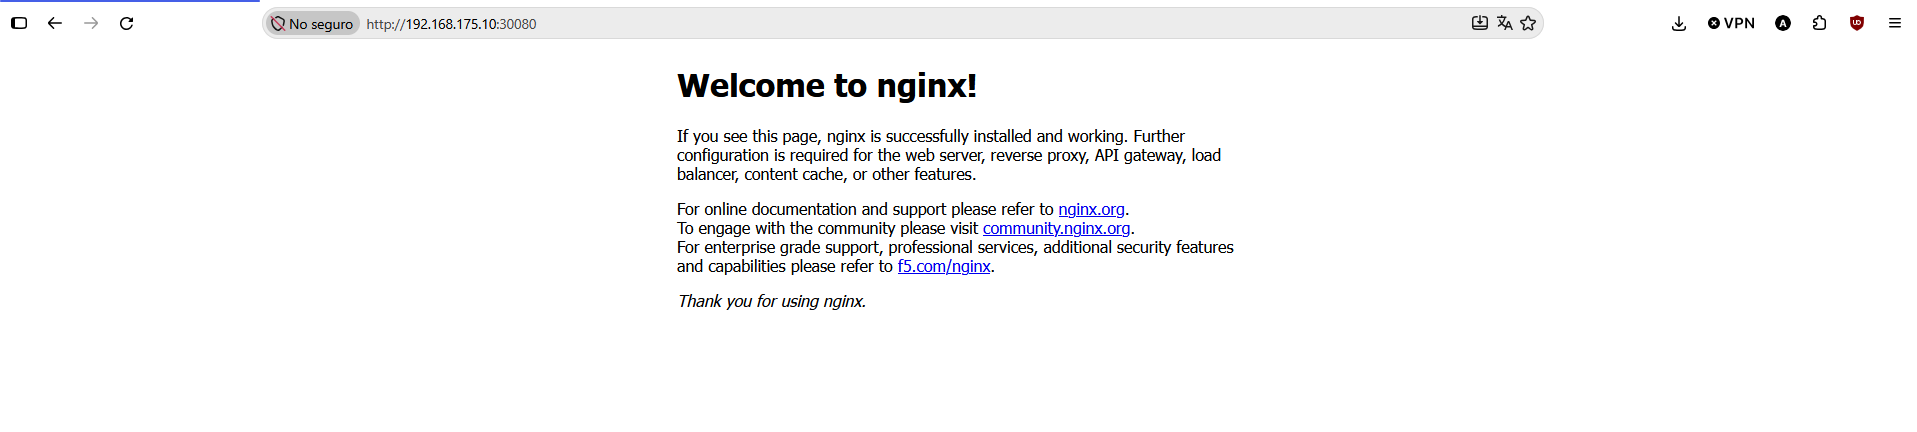 No seguro http://192.168.175.10:30080
VPN
A
UD
Welcome to nginx!
If you see this page, nginx is successfully installed and working. Further
configuration is required for the web server, reverse proxy, API gateway, load
balancer, content cache, or other features.
For online documentation and support please refer to nginx.org.
To engage with the community please visit community.nginx.org.
For enterprise grade support, professional services, additional security features
and capabilities please refer to f5.com/nginx.
Thank you for using nginx.